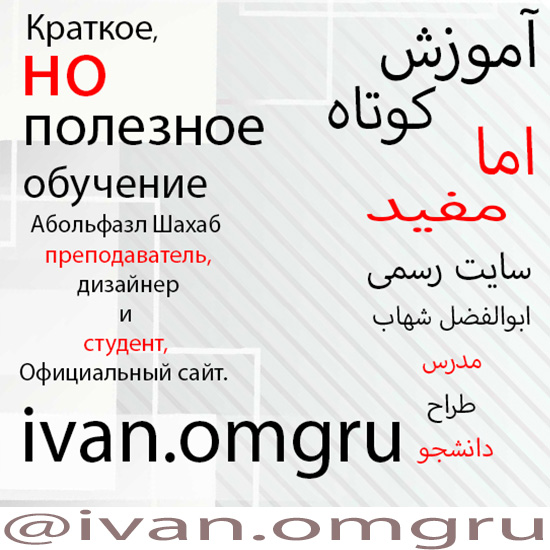 Краткое,
но
полезное
обучение
Абольфазл Шахаб
преподаватель,
дизайнер
и
студент,
Официальный сайт.
ivan.omgru
آموزش
کوتاه
اما
مفید
سایت رسمی
ابوالفضل شهاب
مدرس
طراح
دانشجو
@ivan.omgru